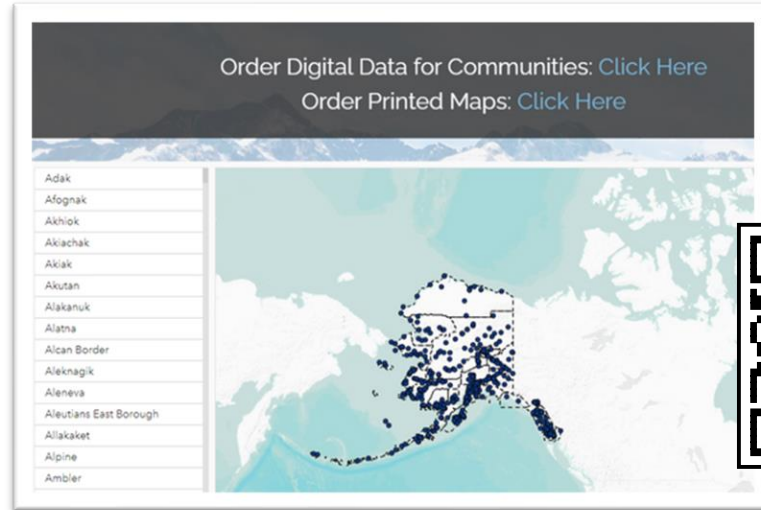 Order Digital Data for Communities: Click Here
Order Printed Maps: Click Here
Adak
Afognak
Akhiok
Akiachak
Akiak
Akutan
Alakanuk
Alatna
Alcan Border
Aleknagik
Aleneva
Aleutians East Borough
Allakaket
Alpine
Ambler